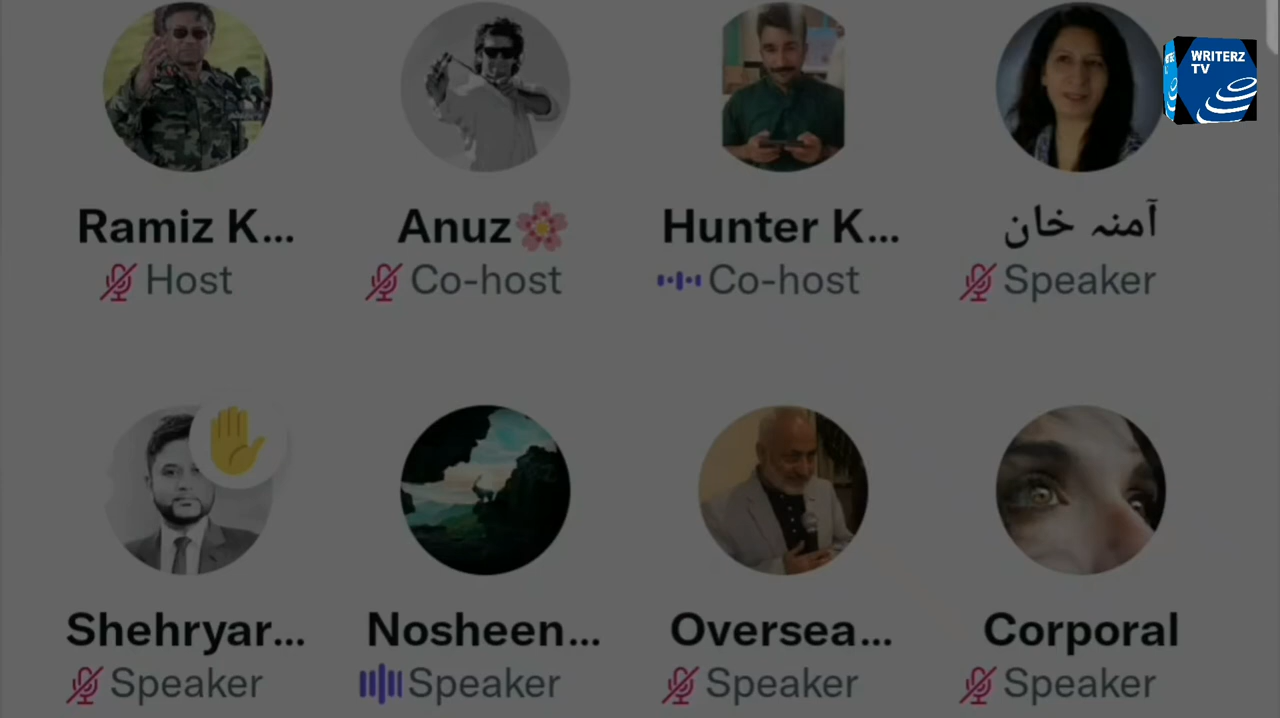 WRITERZ
TV
Ramiz K... Anuz🌸 Hunter K... آمنہ خان
Host Co-host Co-host Speaker
Shehryar... Nosheen... Oversea... Corporal
Speaker Speaker Speaker Speaker